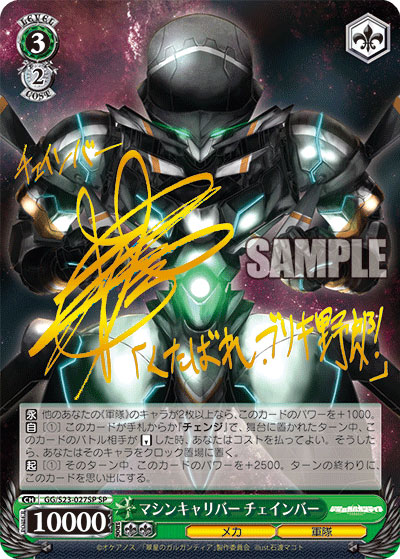 LEVEL
3
2
COST
チェインバー
SAMPLE
「くたばれ、ブリキ野郎!」
永 他のあなたの《軍隊》のキャラが2枚以上なら、このカードのパワーを+1000。
自 [①] このカードが手札から『チェンジ』で、舞台に置かれたターン中、このカードのバトル相手が した時、あなたはコストを払ってよい。そうしたら、あなたはそのキャラをクロック置場に置く。
起 [①] そのターン中、このカードのパワーを+2500。ターンの終わりに、このカードを思い出にする。
CH GG/S23-027SP SP
マシンキャリバー チェインバー
POWER
10000
メカ
軍隊
©オケアノス/「翠星のガルガンティア」製作委員会 illust.石渡マコト